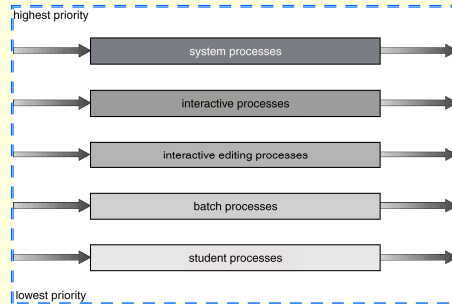 highest priority
system processes
interactive processes
interactive editing processes
batch processes
student processes
lowest priority